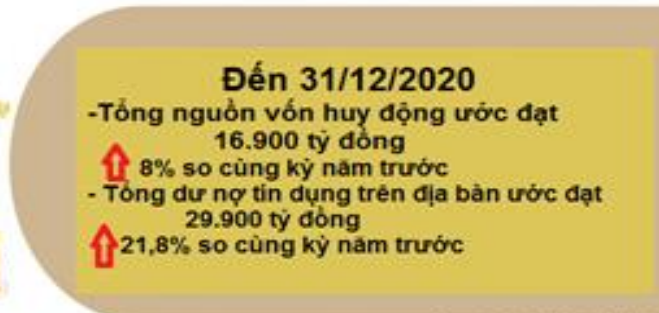 Đến 31/12/2020
-Tổng nguồn vốn huy động ước đạt
16.900 tỷ đồng
8% so cùng kỳ năm trước
- Tổng dư nợ tín dụng trên địa bàn ước đạt
29.900 tỷ đồng
21,8% so cùng kỳ năm trước